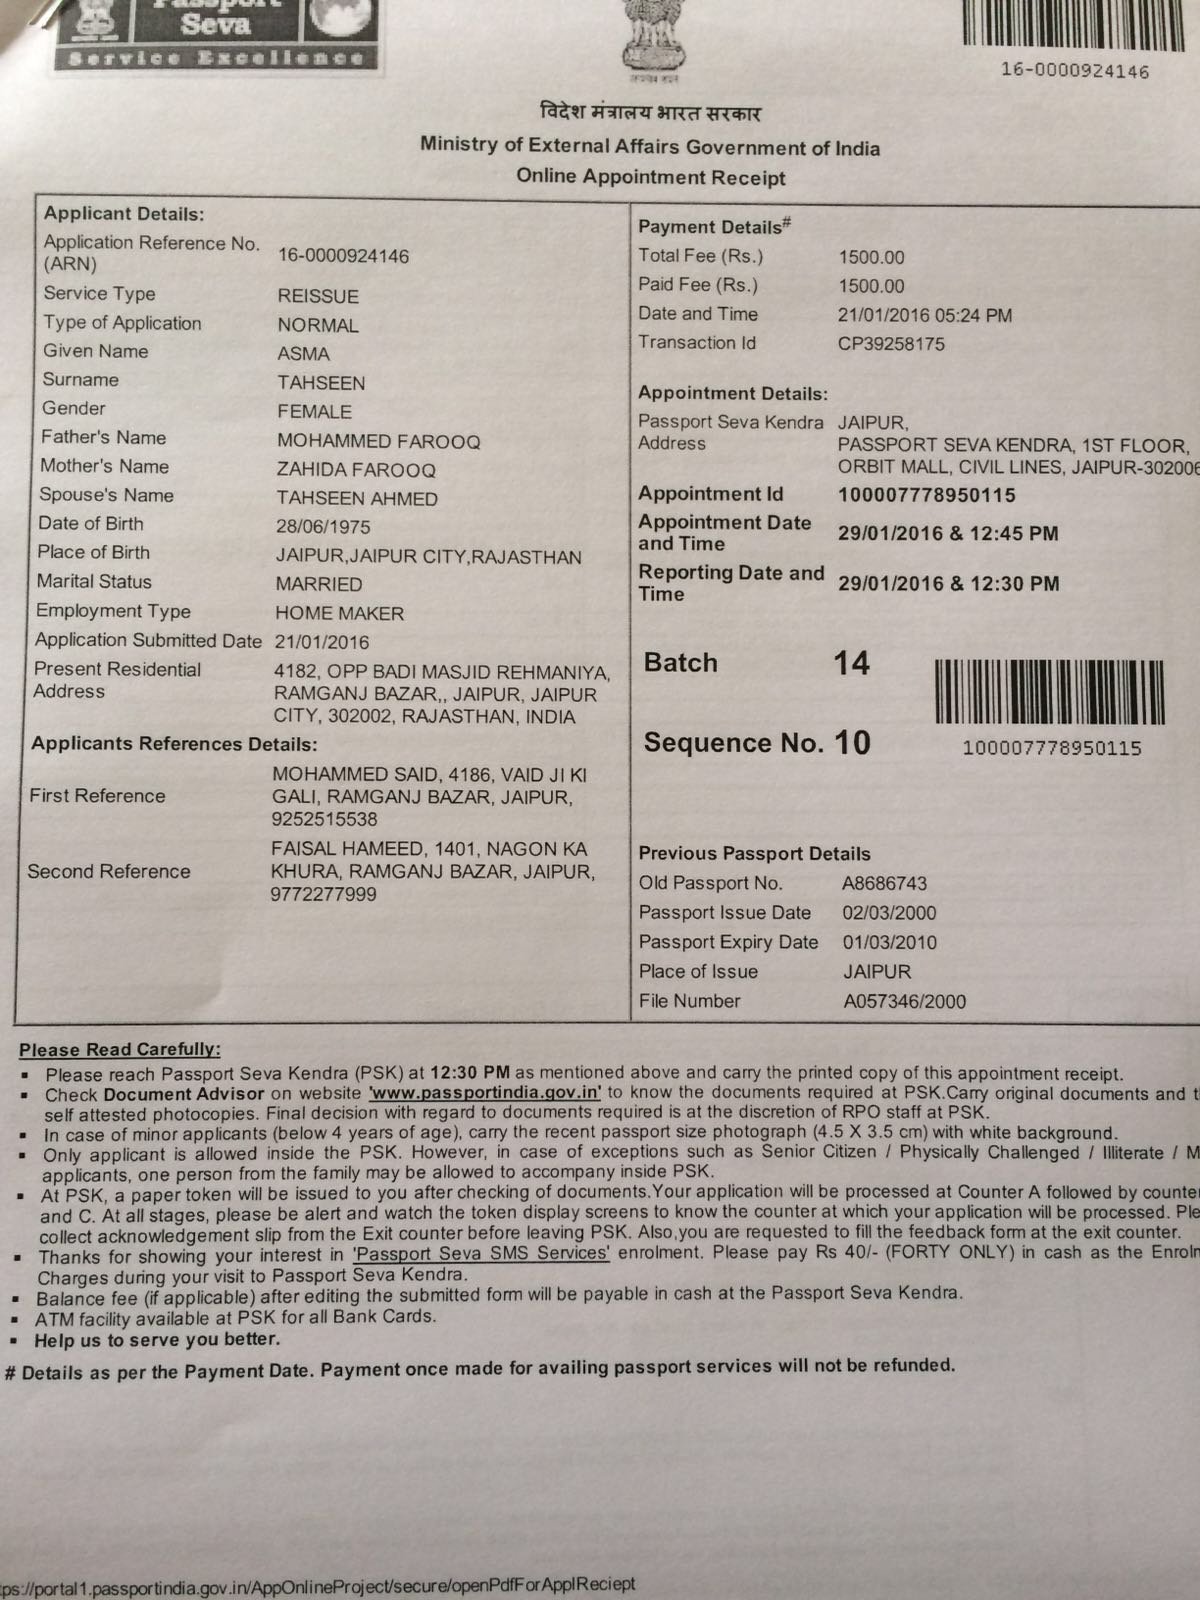 Passport
Seva
Service Excellence
16-0000924146
विदेश मंत्रालय भारत सरकार
Ministry of External Affairs Government of India
Online Appointment Receipt
Applicant Details:
Application Reference No. (ARN) 16-0000924146
Service Type REISSUE
Type of Application NORMAL
Given Name ASMA
Surname TAHSEEN
Gender FEMALE
Father's Name MOHAMMED FAROOQ
Mother's Name ZAHIDA FAROOQ
Spouse's Name TAHSEEN AHMED
Date of Birth 28/06/1975
Place of Birth JAIPUR,JAIPUR CITY,RAJASTHAN
Marital Status MARRIED
Employment Type HOME MAKER
Application Submitted Date 21/01/2016
Present Residential Address 4182, OPP BADI MASJID REHMANIYA,
RAMGANJ BAZAR,, JAIPUR, JAIPUR
CITY, 302002, RAJASTHAN, INDIA
Applicants References Details:
First Reference MOHAMMED SAID, 4186, VAID JI KI
GALI, RAMGANJ BAZAR, JAIPUR,
9252515538
Second Reference FAISAL HAMEED, 1401, NAGON KA
KHURA, RAMGANJ BAZAR, JAIPUR,
9772277999
Payment Details#
Total Fee (Rs.) 1500.00
Paid Fee (Rs.) 1500.00
Date and Time 21/01/2016 05:24 PM
Transaction Id CP39258175
Appointment Details:
Passport Seva Kendra Address JAIPUR,
PASSPORT SEVA KENDRA, 1ST FLOOR,
ORBIT MALL, CIVIL LINES, JAIPUR-302006
Appointment Id 100007778950115
Appointment Date and Time 29/01/2016 & 12:45 PM
Reporting Date and Time 29/01/2016 & 12:30 PM
Batch 14
Sequence No. 10
100007778950115
Previous Passport Details
Old Passport No. A8686743
Passport Issue Date 02/03/2000
Passport Expiry Date 01/03/2010
Place of Issue JAIPUR
File Number A057346/2000
Please Read Carefully:
▪ Please reach Passport Seva Kendra (PSK) at 12:30 PM as mentioned above and carry the printed copy of this appointment receipt.
▪ Check Document Advisor on website 'www.passportindia.gov.in' to know the documents required at PSK.Carry original documents and
self attested photocopies. Final decision with regard to documents required is at the discretion of RPO staff at PSK.
▪ In case of minor applicants (below 4 years of age), carry the recent passport size photograph (4.5 X 3.5 cm) with white background.
▪ Only applicant is allowed inside the PSK. However, in case of exceptions such as Senior Citizen / Physically Challenged / Illiterate /
applicants, one person from the family may be allowed to accompany inside PSK.
▪ At PSK, a paper token will be issued to you after checking of documents.Your application will be processed at Counter A followed by
and C. At all stages, please be alert and watch the token display screens to know the counter at which your application will be processed.
collect acknowledgement slip from the Exit counter before leaving PSK. Also,you are requested to fill the feedback form at the exit counter.
▪ Thanks for showing your interest in 'Passport Seva SMS Services' enrolment. Please pay Rs 40/- (FORTY ONLY) in cash as the
Charges during your visit to Passport Seva Kendra.
▪ Balance fee (if applicable) after editing the submitted form will be payable in cash at the Passport Seva Kendra.
▪ ATM facility available at PSK for all Bank Cards.
▪ Help us to serve you better.
# Details as per the Payment Date. Payment once made for availing passport services will not be refunded.
ps://portal1.passportindia.gov.in/AppOnlineProject/secure/openPdfForApplReciept